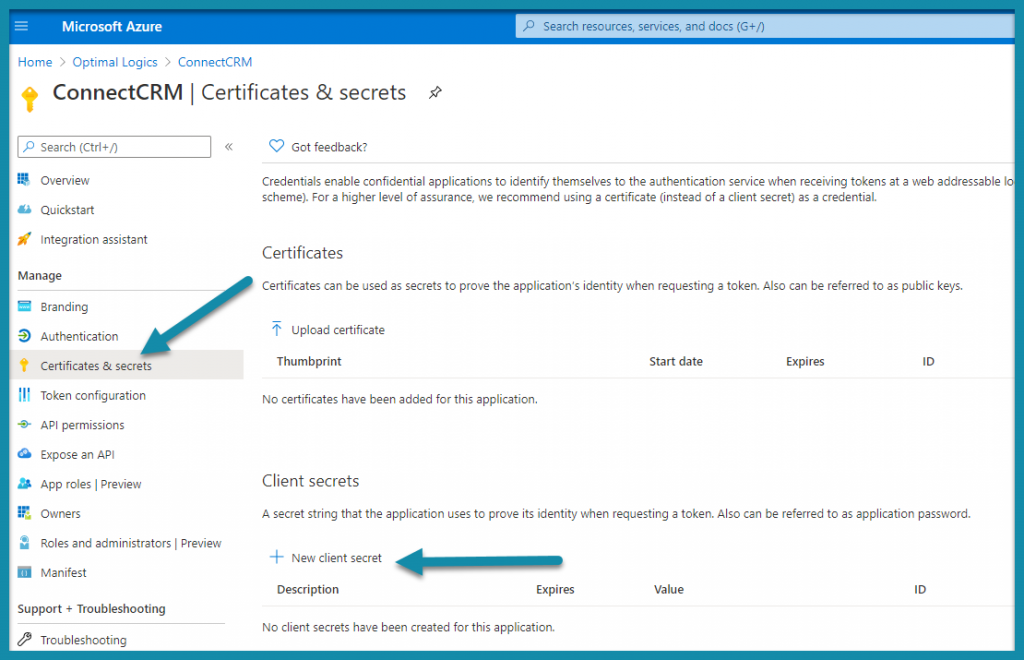 Microsoft Azure
Search resources, services, and docs (G+/)
Home > Optimal Logics > ConnectCRM
ConnectCRM | Certificates & secrets
Search (Ctrl+/)
«
Overview
Quickstart
Integration assistant
Manage
Branding
Authentication
Certificates & secrets
Token configuration
API permissions
Expose an API
App roles | Preview
Owners
Roles and administrators | Preview
Manifest
Support + Troubleshooting
Troubleshooting
Got feedback?
Credentials enable confidential applications to identify themselves to the authentication service when receiving tokens at a web addressable lo
scheme). For a higher level of assurance, we recommend using a certificate (instead of a client secret) as a credential.
Certificates
Certificates can be used as secrets to prove the application's identity when requesting a token. Also can be referred to as public keys.
Upload certificate
Thumbprint Start date Expires ID
No certificates have been added for this application.
Client secrets
A secret string that the application uses to prove its identity when requesting a token. Also can be referred to as application password.
New client secret
Description Expires Value ID
No client secrets have been created for this application.